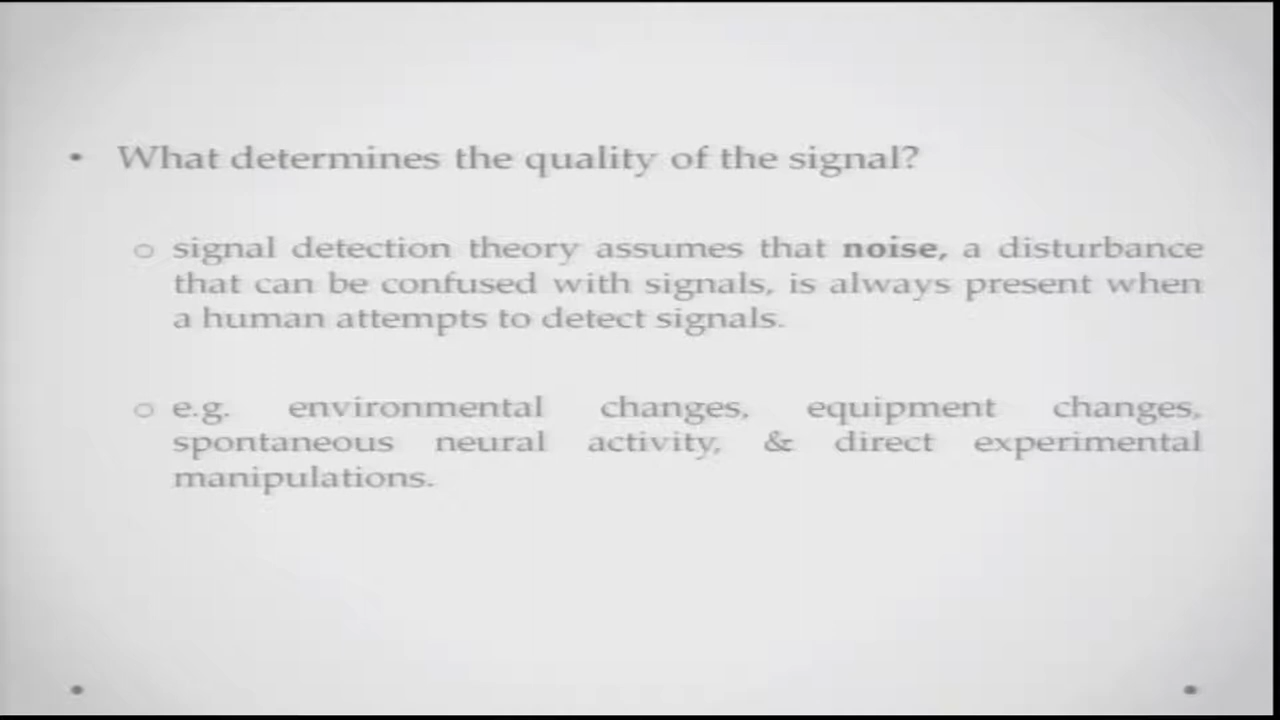 • What determines the quality of the signal?
o signal detection theory assumes that noise, a disturbance
that can be confused with signals, is always present when
a human attempts to detect signals.
o e.g. environmental changes, equipment changes,
spontaneous neural activity, & direct experimental
manipulations.